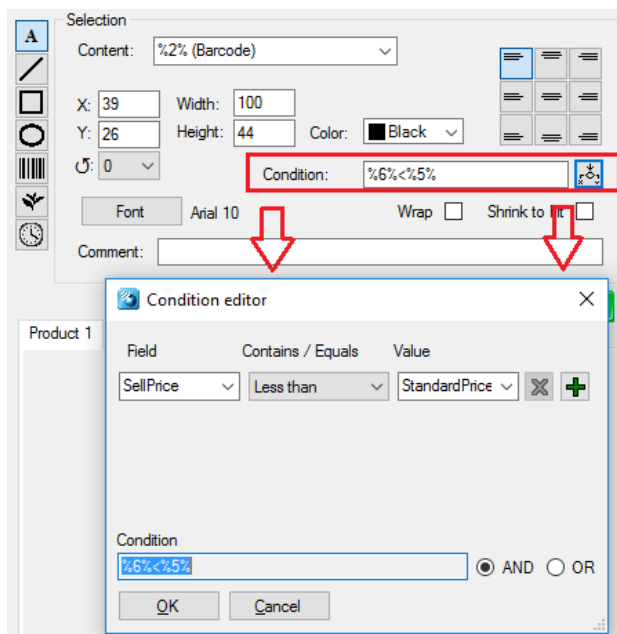 Selection
A
Content: %2% (Barcode)
X: 39 Width: 100
Y: 26 Height: 44 Color: Black
0 Condition: %6%<%5%
Font Arial 10 Wrap Shrink to fit
Comment:
Condition editor
Product 1
Field Contains / Equals Value
SellPrice Less than StandardPrice
Condition
%6%<%5% AND OR
OK Cancel